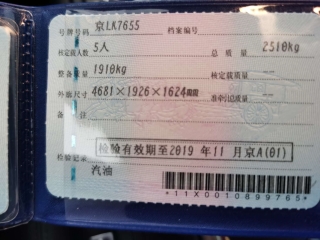 号牌号码 京LK7655 档案编号
核定载人数 5人 总质量 2510kg
整备质量 1910kg 核定载质量 --
外廓尺寸 4681×1926×1624mm 准牵引总质量 --
备注
检验有效期至2019年11月京A(01)
检验记录
汽油
*11X0010899765*